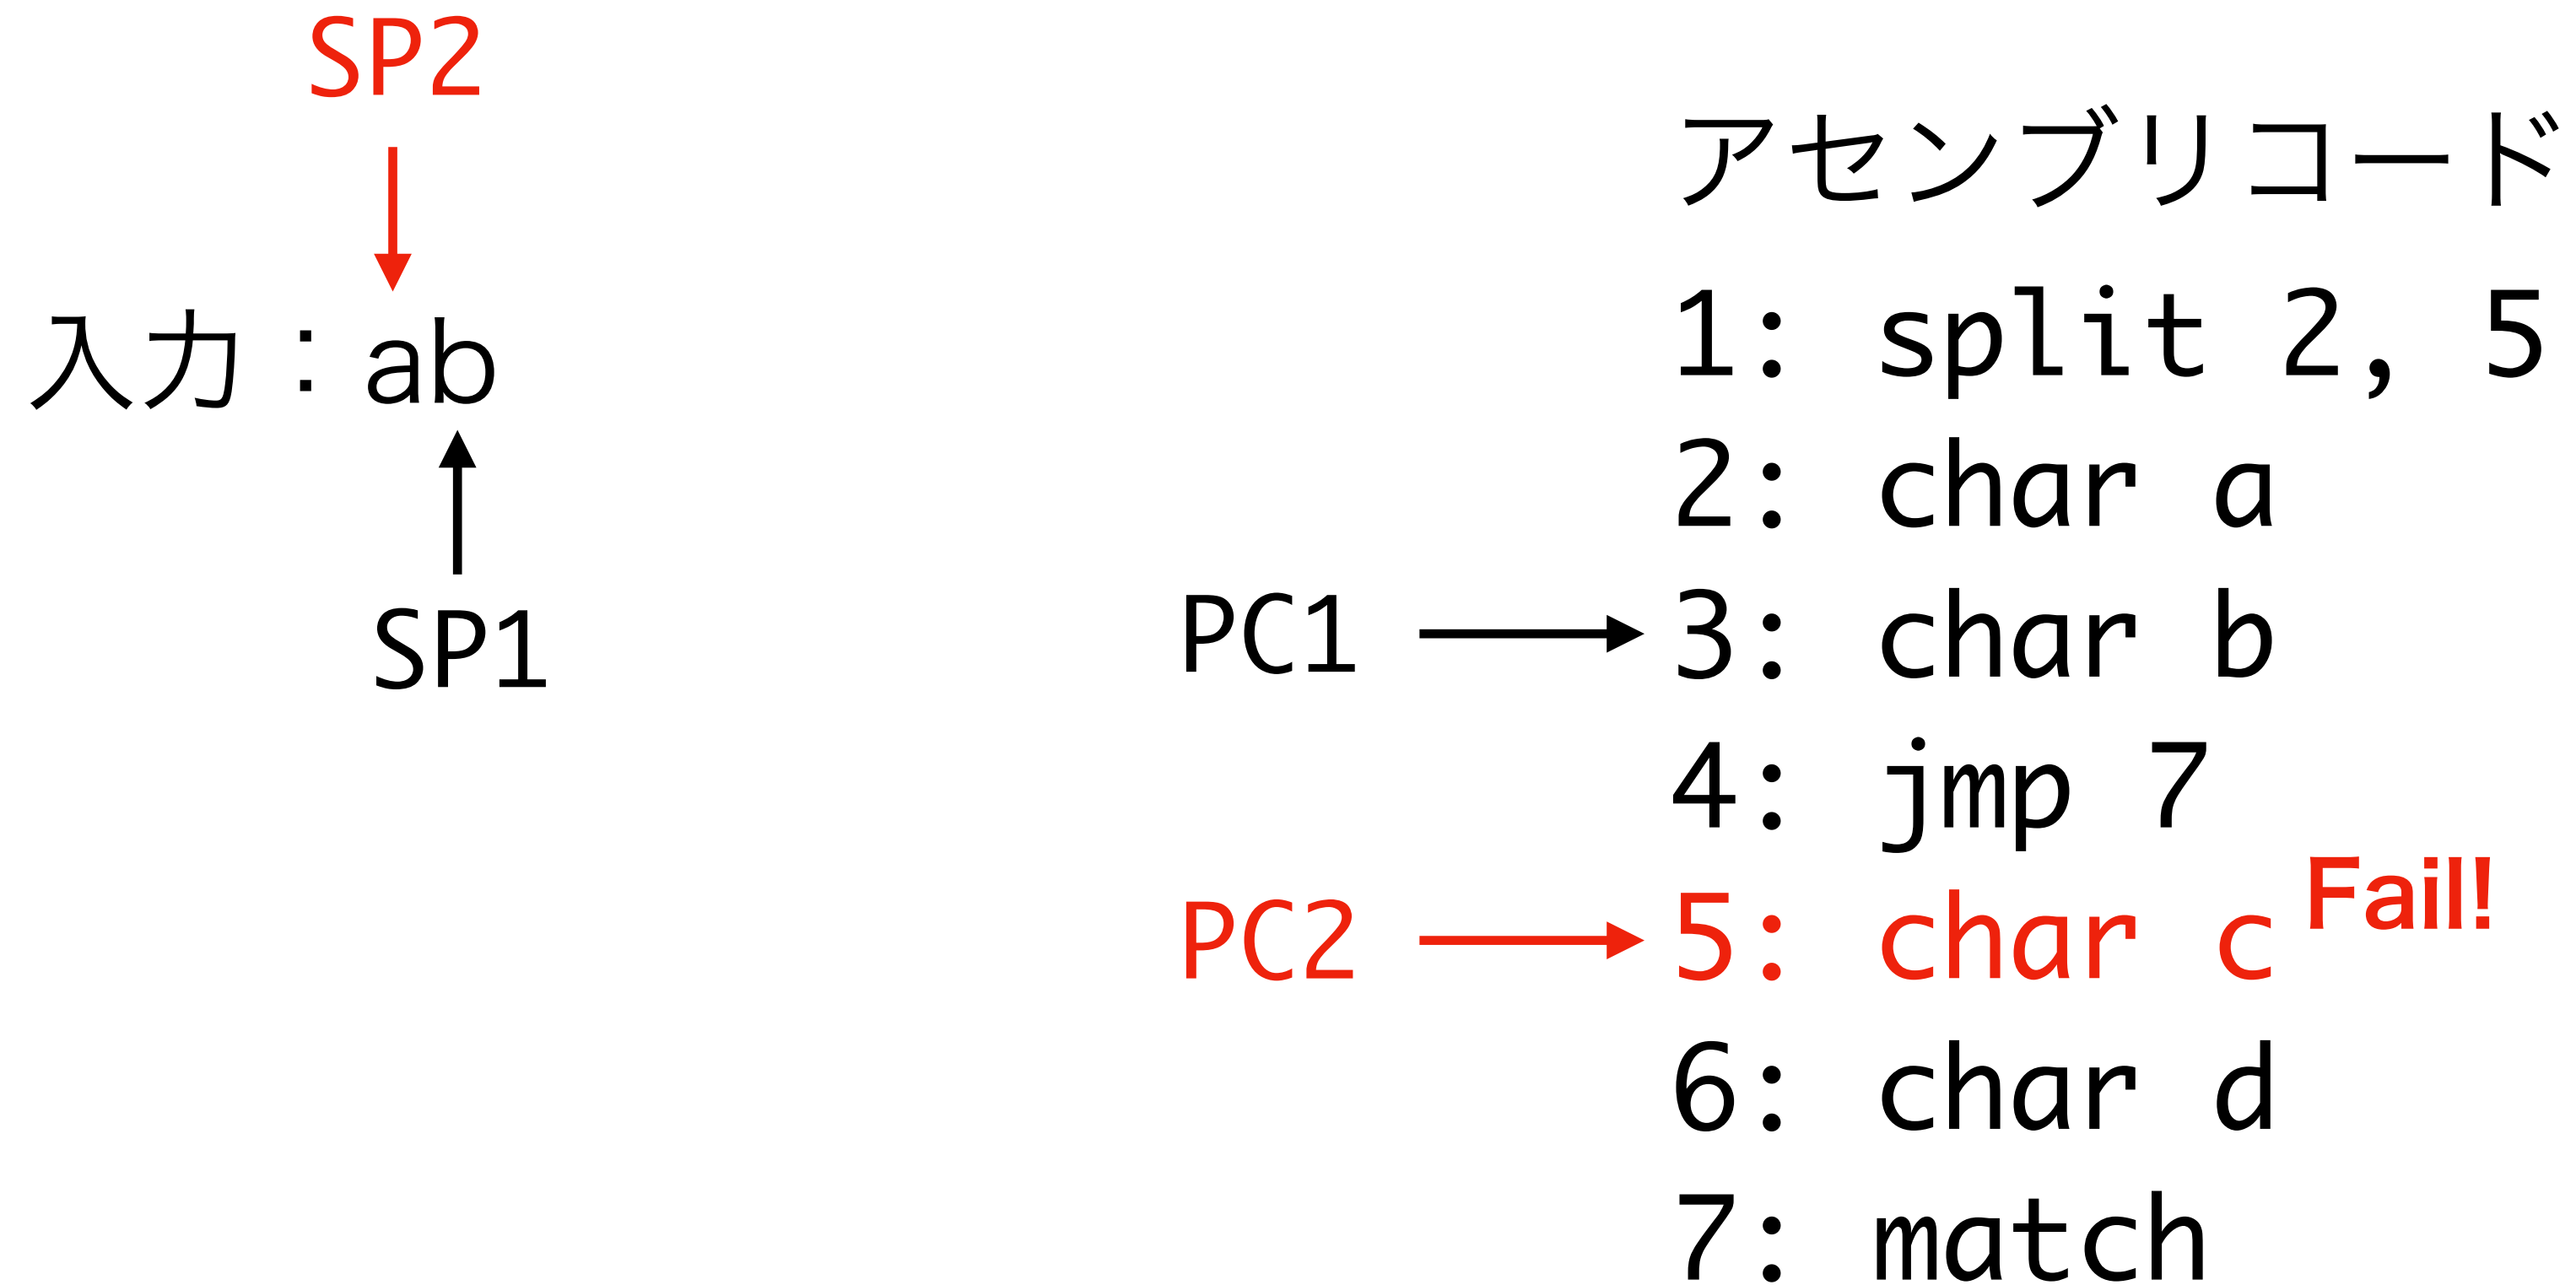 SP2
入力：ab
SP1
アセンブリコード
1: split 2, 5
2: char a
PC1
3: char b
4: jmp 7
PC2
5: char c
Fail!
6: char d
7: match